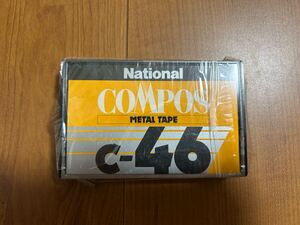 National
COMPOS
METAL TAPE
C-46